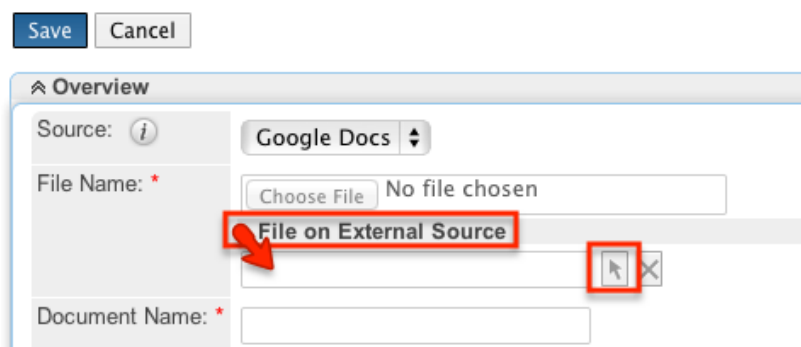 Save Cancel
Overview
Source: i Google Docs
File Name: * Choose File No file chosen
File on External Source
Document Name: *